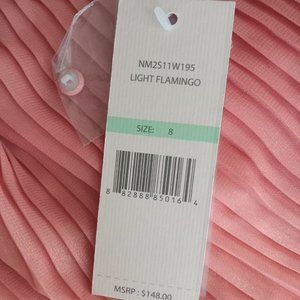 NM2S11W195
LIGHT FLAMINGO
SIZE: 8
8 82888 85016 4
MSRP : $148.00